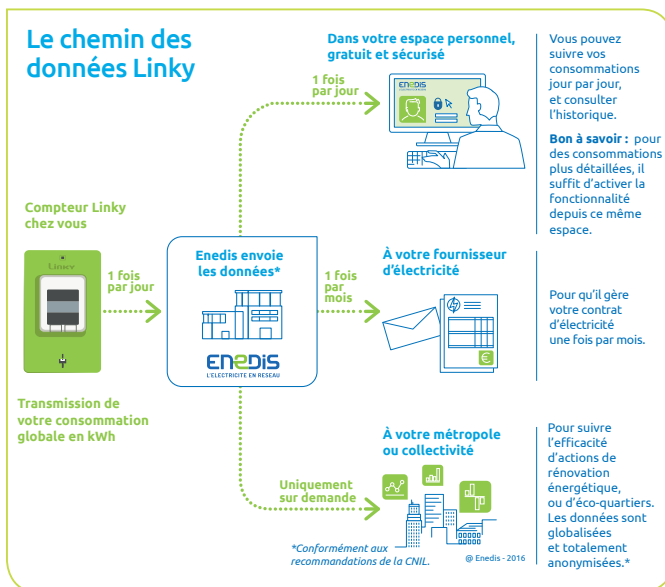 Le chemin des
données Linky
Dans votre espace personnel,
gratuit et sécurisé
1 fois
par jour
ENEDIS
Vous pouvez
suivre vos
consommations
jour par jour,
et consulter
l'historique.
Bon à savoir : pour
des consommations
plus détaillées, il
suffit d'activer la
fonctionnalité
depuis ce même
espace.
Compteur Linky
chez vous
Linky
1 fois
par jour
Enedis envoie
les données*
ENEDIS
L'ELECTRICITE EN RESEAU
1 fois
par
mois
À votre fournisseur
d'électricité
€
Pour qu'il gère
votre contrat
d'électricité
une fois par mois.
Transmission de
votre consommation
globale en kWh
À votre métropole
ou collectivité
Uniquement
sur demande
Pour suivre
l'efficacité
d'actions de
rénovation
énergétique,
ou d'éco-quartiers.
Les données sont
globalisées
et totalement
anonymisées.*
*Conformément aux
recommandations de la CNIL.
@ Enedis - 2016